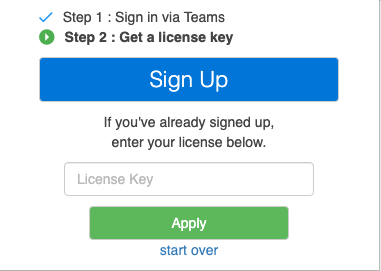 Step 1 : Sign in via Teams
Step 2 : Get a license key
Sign Up
If you've already signed up,
enter your license below.
License Key
Apply
start over